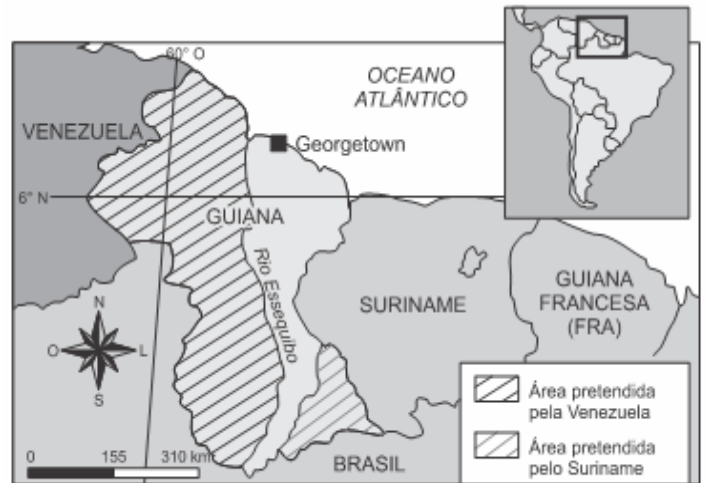 60° O
OCEANO
ATLÂNTICO
VENEZUELA
Georgetown
6° N
GUIANA
Rio Essequibo
SURINAME
GUIANA
FRANCESA
(FRA)
N
O
L
S
Área pretendida
pela Venezuela
Área pretendida
pelo Suriname
0 155 310 km
BRASIL